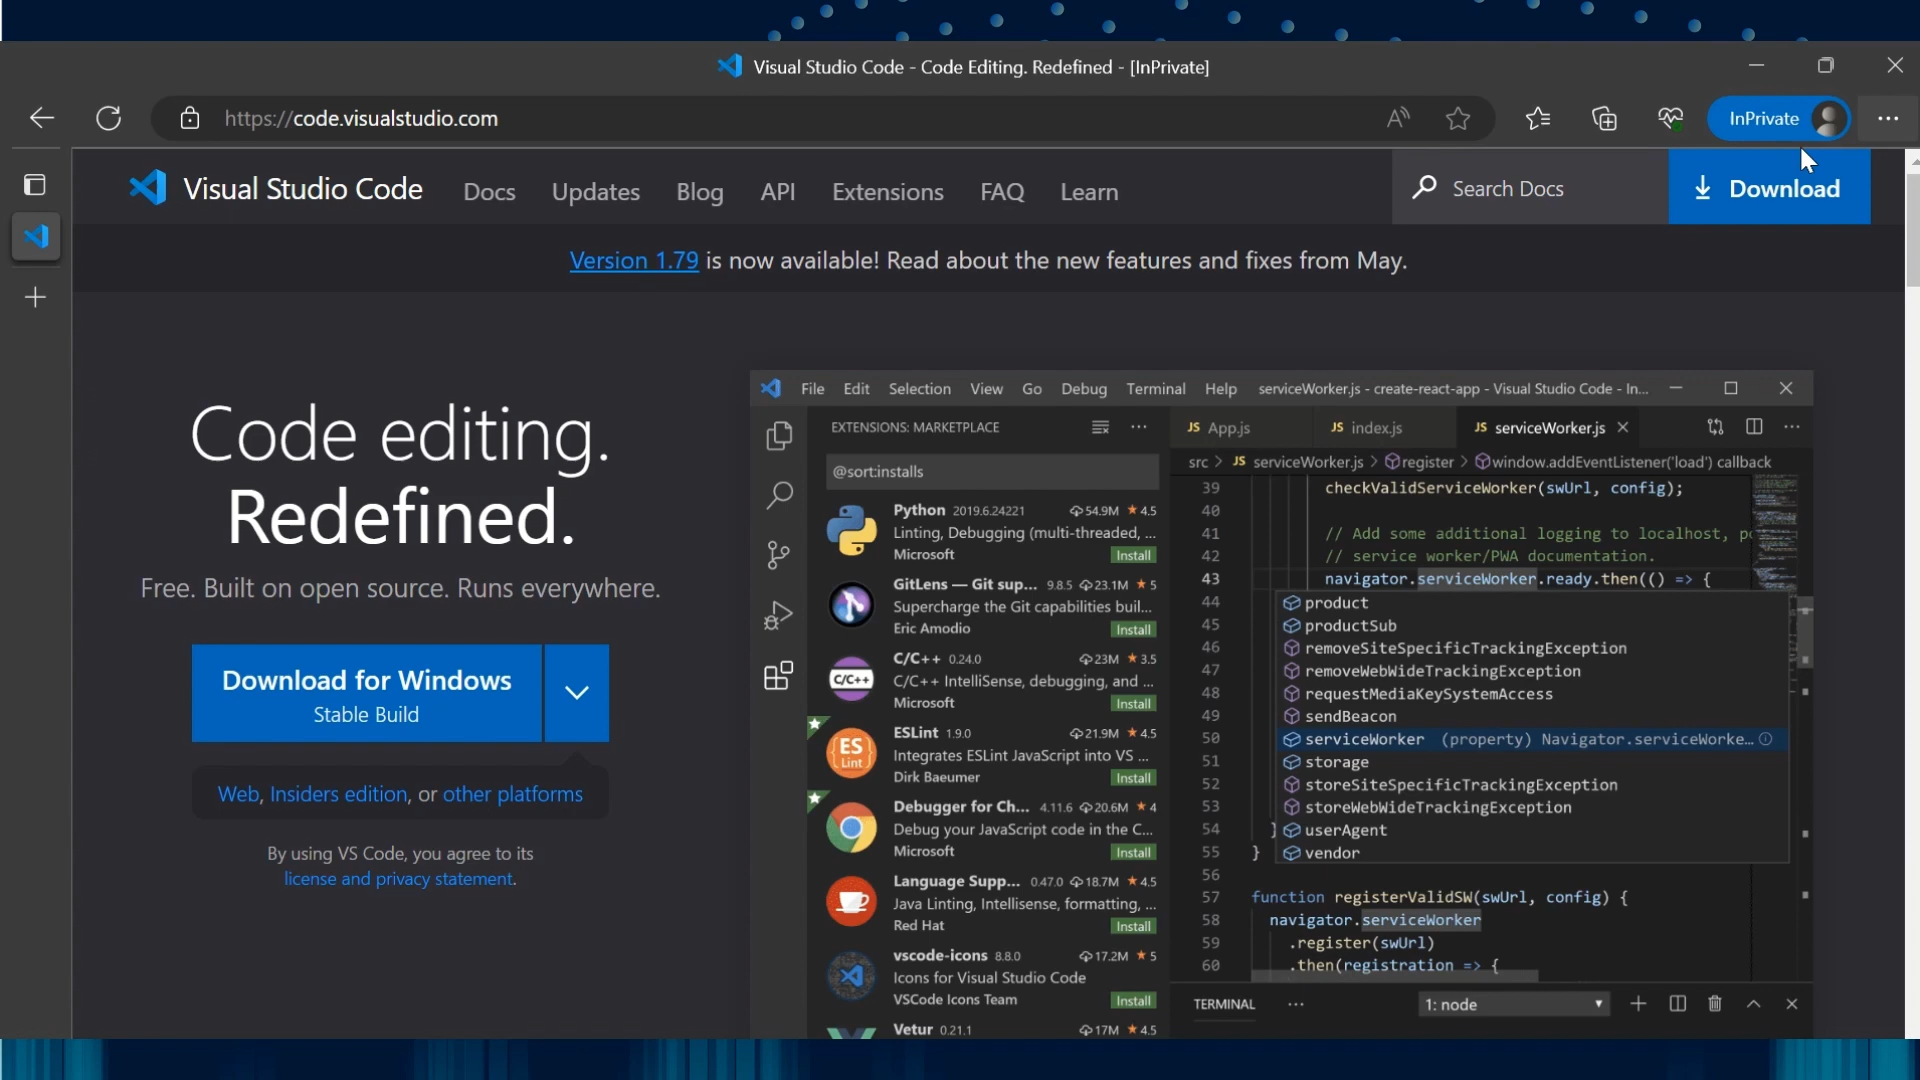 Visual Studio Code - Code Editing. Redefined - [InPrivate]
https://code.visualstudio.com
InPrivate
Visual Studio Code
Docs
Updates
Blog
API
Extensions
FAQ
Learn
Search Docs
Download
Version 1.79 is now available! Read about the new features and fixes from May.
Code editing.
Redefined.
Free. Built on open source. Runs everywhere.
Download for Windows
Stable Build
Web, Insiders edition, or other platforms
By using VS Code, you agree to its
license and privacy statement.
File Edit Selection View Go Debug Terminal Help serviceWorker.js - create-react-app - Visual Studio Code - In...
EXTENSIONS: MARKETPLACE
@sort:installs
Python 2019.6.24221 54.9M 4.5
Linting, Debugging (multi-threaded, ...
Microsoft Install
GitLens — Git sup... 9.8.5 23.1M 5
Supercharge the Git capabilities buil...
Eric Amodio Install
C/C++
C/C++ 0.24.0 23M 3.5
C/C++ IntelliSense, debugging, and ...
Microsoft Install
ES
Lint
ESLint 1.9.0 21.9M 4.5
Integrates ESLint JavaScript into VS ...
Dirk Baeumer Install
Debugger for Ch... 4.11.6 20.6M 4
Debug your JavaScript code in the C...
Microsoft Install
Language Supp... 0.47.0 18.7M 4.5
Java Linting, Intellisense, formatting, ...
Red Hat Install
vscode-icons 8.8.0 17.2M 5
Icons for Visual Studio Code
VSCode Icons Team Install
Vetur 0.21.1 17M 4.5
JS App.js JS index.js JS serviceWorker.js
src > JS serviceWorker.js > register > window.addEventListener('load') callback
39 checkValidServiceWorker(swUrl, config);
40
41 // Add some additional logging to localhost, po
42 // service worker/PWA documentation.
43 navigator.serviceWorker.ready.then(() => {
44 product
45 productSub
46 removeSiteSpecificTrackingException
47 removeWebWideTrackingException
48 requestMediaKeySystemAccess
49 sendBeacon
50 serviceWorker (property) Navigator.serviceWorke...
51 storage
52 storeSiteSpecificTrackingException
53 storeWebWideTrackingException
54 } userAgent
55 } vendor
56
57 function registerValidSW(swUrl, config) {
58 navigator.serviceWorker
59 .register(swUrl)
60 .then(registration => {
TERMINAL ··· 1: node